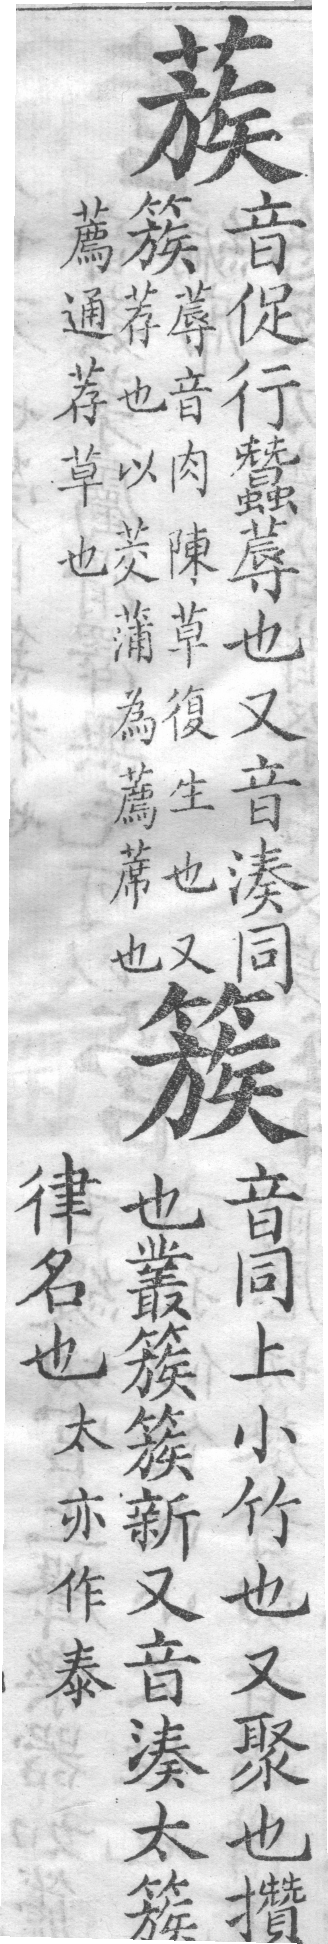 蔟
音促行蠶蓐也又音湊同
簇
蓐音肉陳草復生也又
荐也以茭蒲為薦蓆也
薦通荐草也
簇
音同上小竹也又聚也攢
也叢簇簇新又音湊太簇
律名也
太亦作泰